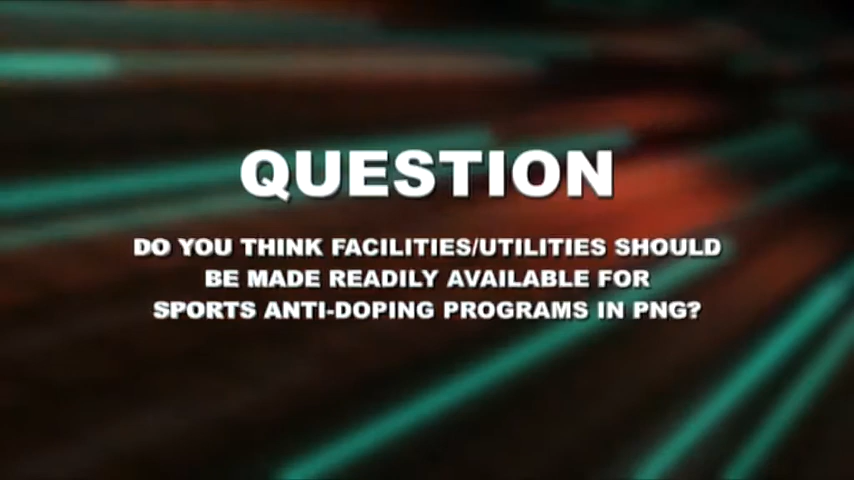 QUESTION
DO YOU THINK FACILITIES/UTILITIES SHOULD
BE MADE READILY AVAILABLE FOR
SPORTS ANTI-DOPING PROGRAMS IN PNG?